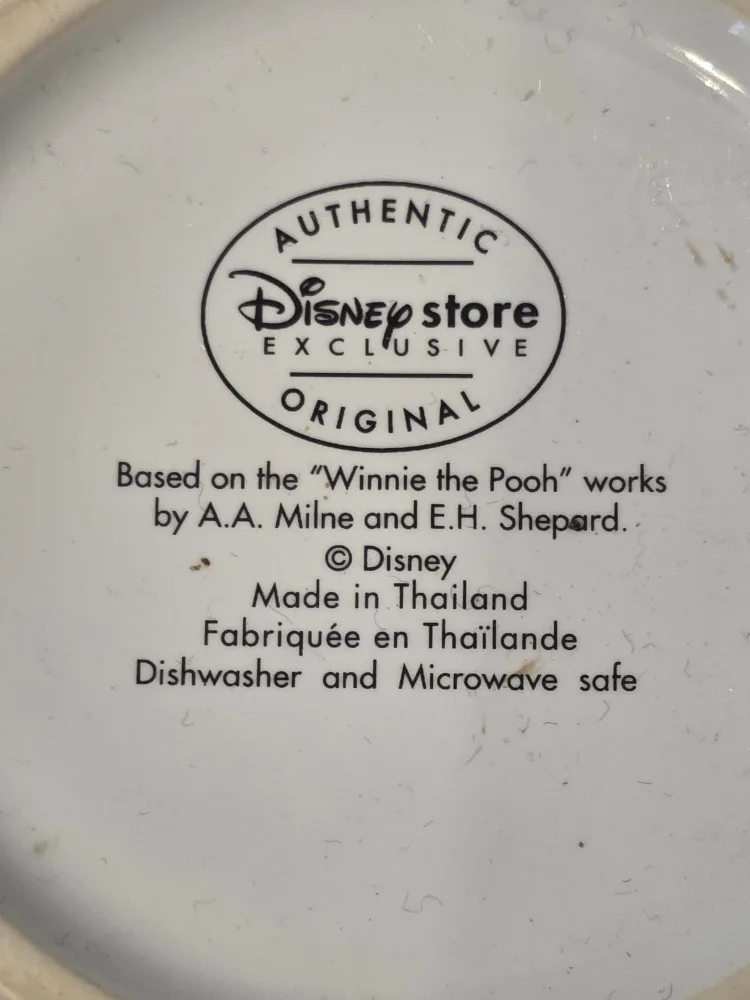 AUTHENTIC
Disney store
EXCLUSIVE
ORIGINAL
Based on the "Winnie the Pooh" works
by A.A. Milne and E.H. Shepard.
© Disney
Made in Thailand
Fabriquée en Thaïlande
Dishwasher and Microwave safe